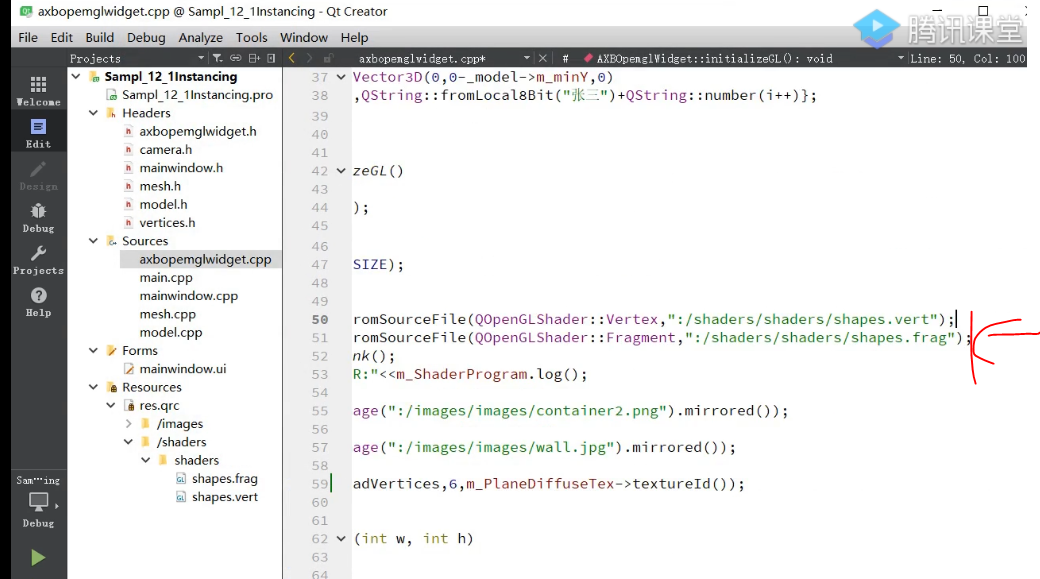 axbopemglwidget.cpp @ Sampl_12_1Instancing - Qt Creator
腾讯课堂
File Edit Build Debug Analyze Tools Window Help
Projects
axbopemglwidget.cpp*
#
AXBOpemglWidget::initializeGL(): void
Line: 50, Col: 100
Welcome
Edit
Design
Debug
Projects
Help
Sam···ing
Debug
Sampl_12_1Instancing
Sampl_12_1Instancing.pro
Headers
axbopemglwidget.h
camera.h
mainwindow.h
mesh.h
model.h
vertices.h
Sources
axbopemglwidget.cpp
main.cpp
mainwindow.cpp
mesh.cpp
model.cpp
Forms
mainwindow.ui
Resources
res.qrc
/images
/shaders
shaders
shapes.frag
shapes.vert
37 Vector3D(0,0-_model->m_minY,0)
38 ,QString::fromLocal8Bit("张三")+QString::number(i++)};
39
40
41
42 zeGL()
43
44 );
45
46
47 SIZE);
48
49
50 romSourceFile(QOpenGLShader::Vertex,":/shaders/shaders/shapes.vert");
51 romSourceFile(QOpenGLShader::Fragment,":/shaders/shaders/shapes.frag");
52 nk();
53 R:"<<m_ShaderProgram.log();
54
55 age(":/images/images/container2.png").mirrored());
56
57 age(":/images/images/wall.jpg").mirrored());
58
59 adVertices,6,m_PlaneDiffuseTex->textureId());
60
61
62 (int w, int h)
63
64